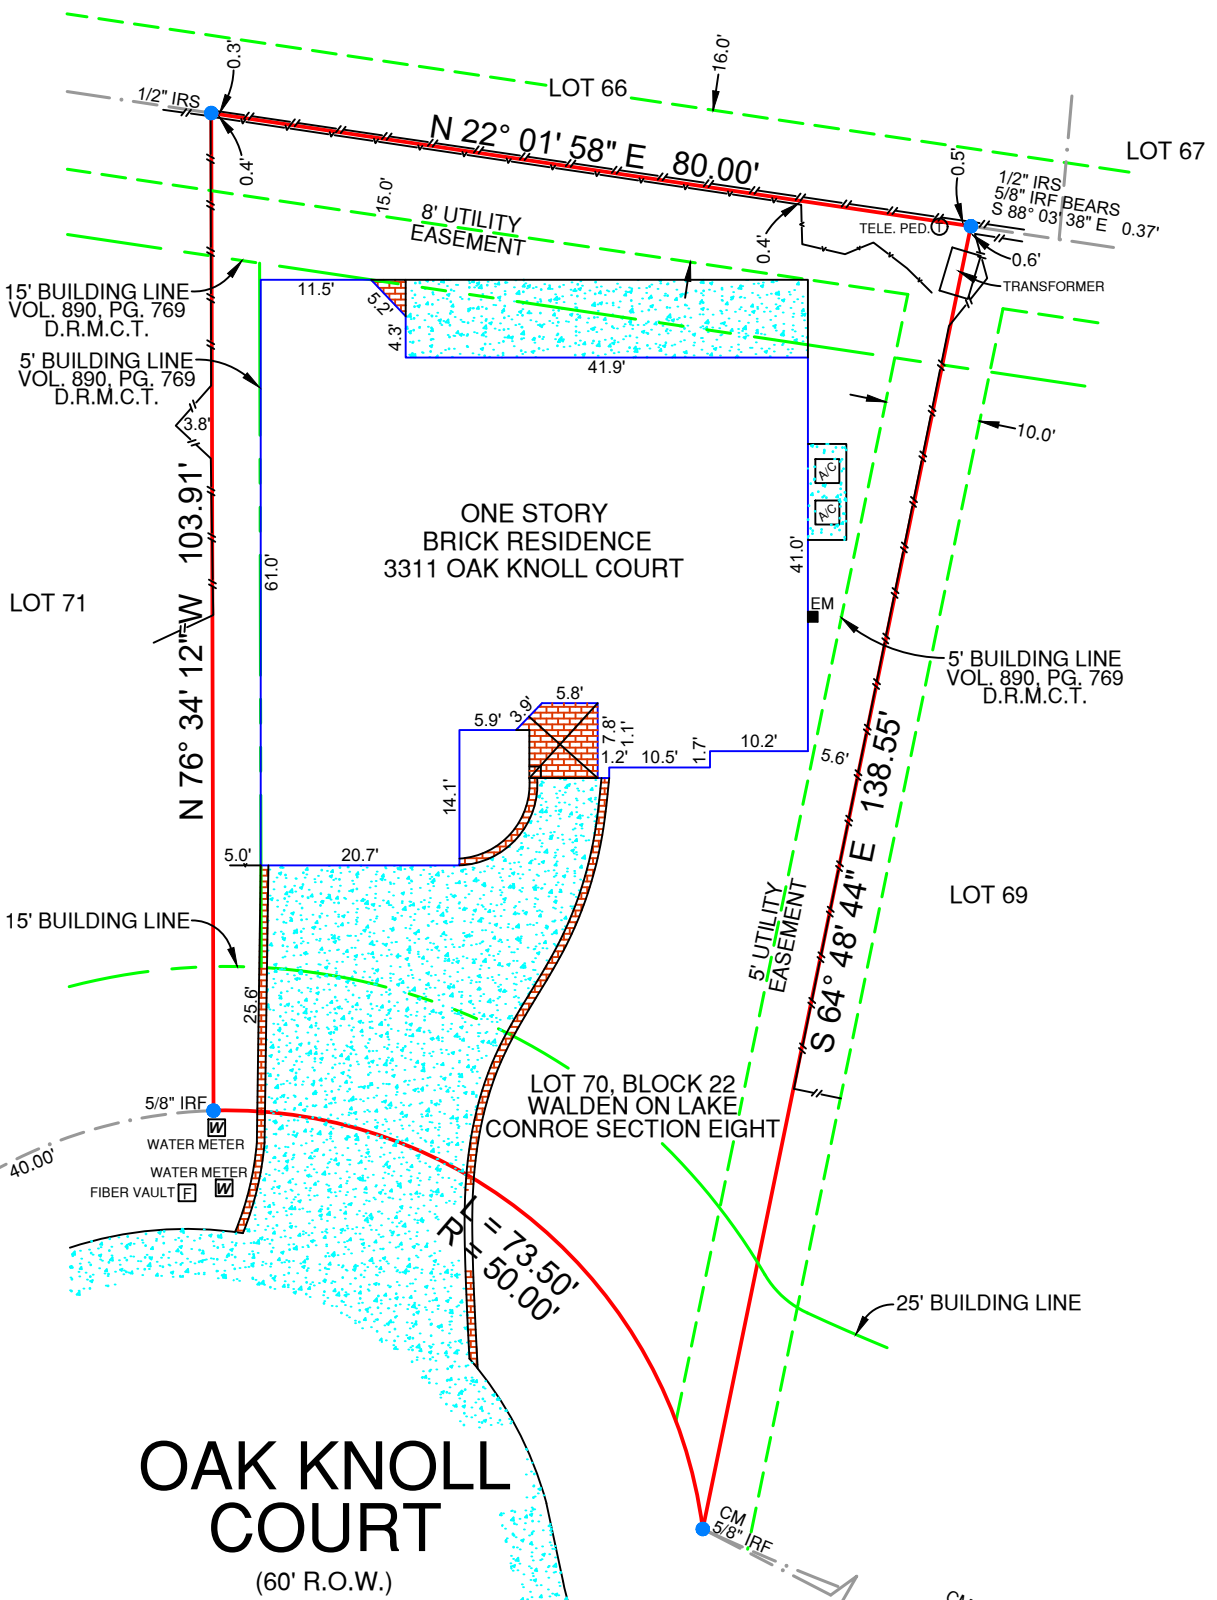 0.3'
16.0'
LOT 66
1/2" IRS
N 22° 01' 58" E 80.00'
LOT 67
0.4'
0.5'
1/2" IRS
5/8" IRF BEARS
S 88° 03' 38" E 0.37'
15.0'
8' UTILITY
EASEMENT
TELE. PED.
T
0.4'
0.6'
TRANSFORMER
15' BUILDING LINE
VOL. 890, PG. 769
D.R.M.C.T.
11.5'
5.2'
4.3'
41.9'
5' BUILDING LINE
VOL. 890, PG. 769
D.R.M.C.T.
3.8'
10.0'
A/C
A/C
N 76° 34' 12" W 103.91'
ONE STORY
BRICK RESIDENCE
3311 OAK KNOLL COURT
61.0'
41.0'
LOT 71
EM
5' BUILDING LINE
VOL. 890, PG. 769
D.R.M.C.T.
5.8'
3.9'
5.9'
7.8'
1.1'
1.2'
10.5'
1.7'
10.2'
5.6'
14.1'
S 64° 48' 44" E 138.55'
5.0'
20.7'
LOT 69
15' BUILDING LINE
5' UTILITY
EASEMENT
25.6'
LOT 70, BLOCK 22
WALDEN ON LAKE
CONROE SECTION EIGHT
5/8" IRF
W
WATER METER
40.00'
WATER METER
W
FIBER VAULT
F
L = 73.50'
R = 50.00'
25' BUILDING LINE
OAK KNOLL
COURT
(60' R.O.W.)
CM
5/8" IRF